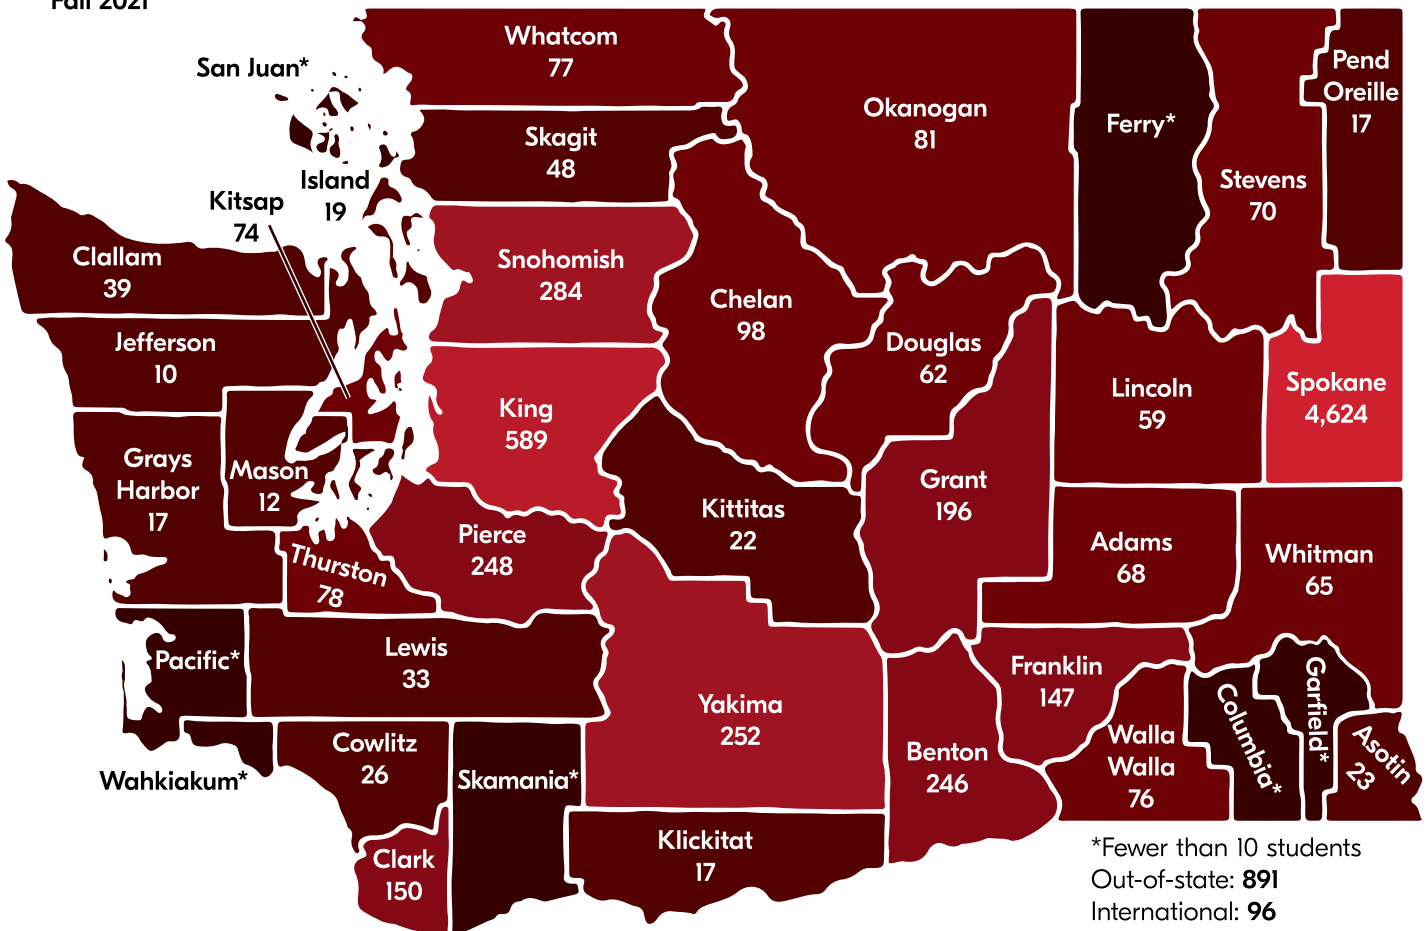 Fall 2021
Whatcom
77
San Juan*
Skagit
48
Okanogan
81
Ferry*
Pend
Oreille
17
Stevens
70
Island
19
Kitsap
74
Clallam
39
Snohomish
284
Chelan
98
Jefferson
10
Douglas
62
Lincoln
59
Spokane
4,624
King
589
Grays
Harbor
17
Mason
12
Grant
196
Kittitas
22
Pierce
248
Thurston
78
Adams
68
Whitman
65
Pacific*
Lewis
33
Yakima
252
Franklin
147
Benton
246
Walla
Walla
76
Columbia*
Garfield*
Asotin
23
Wahkiakum*
Cowlitz
26
Skamania*
Klickitat
17
Clark
150
*Fewer than 10 students
Out-of-state: 891
International: 96